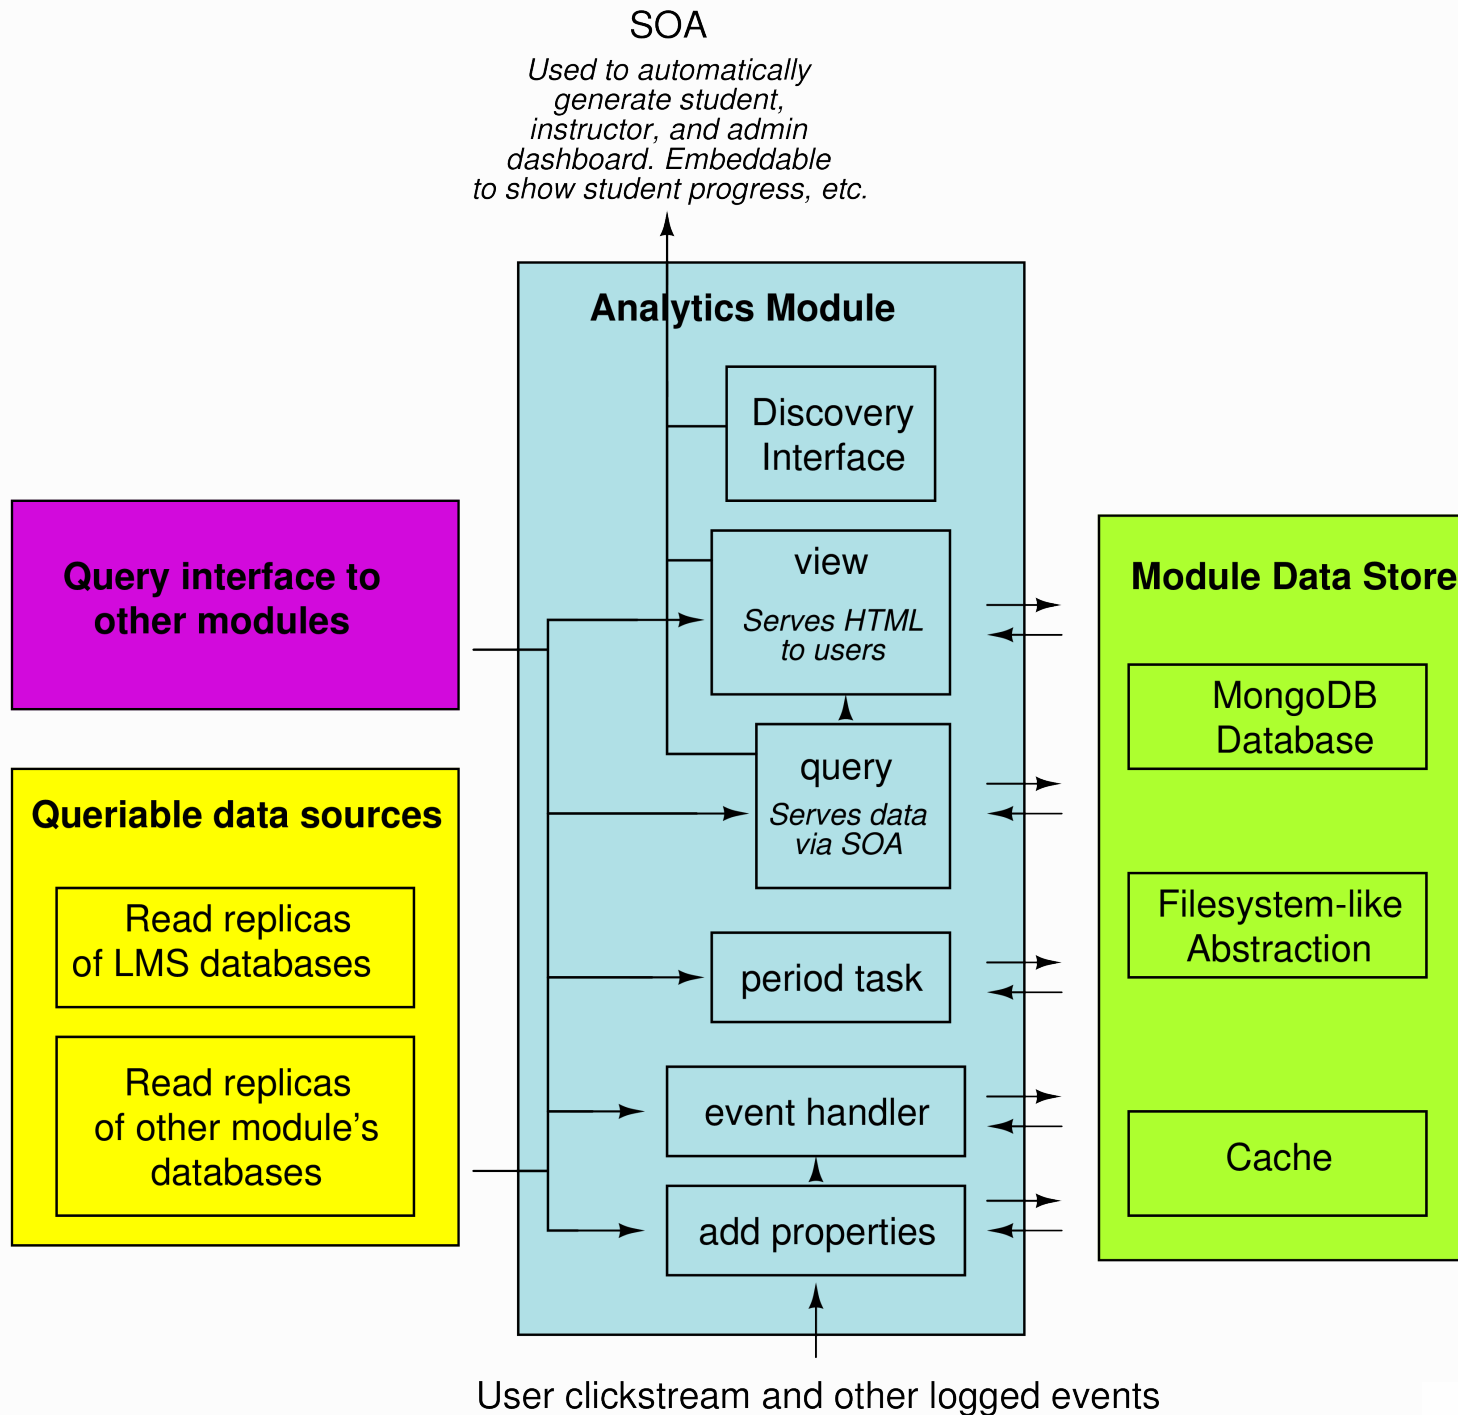 SOA
Used to automatically
generate student,
instructor, and admin
dashboard. Embeddable
to show student progress, etc.
Analytics Module
Discovery
Interface
view
Serves HTML
to users
query
Serves data
via SOA
period task
event handler
add properties
User clickstream and other logged events
Query interface to
other modules
Queriable data sources
Read replicas
of LMS databases
Read replicas
of other module's
databases
Module Data Store
MongoDB
Database
Filesystem-like
Abstraction
Cache